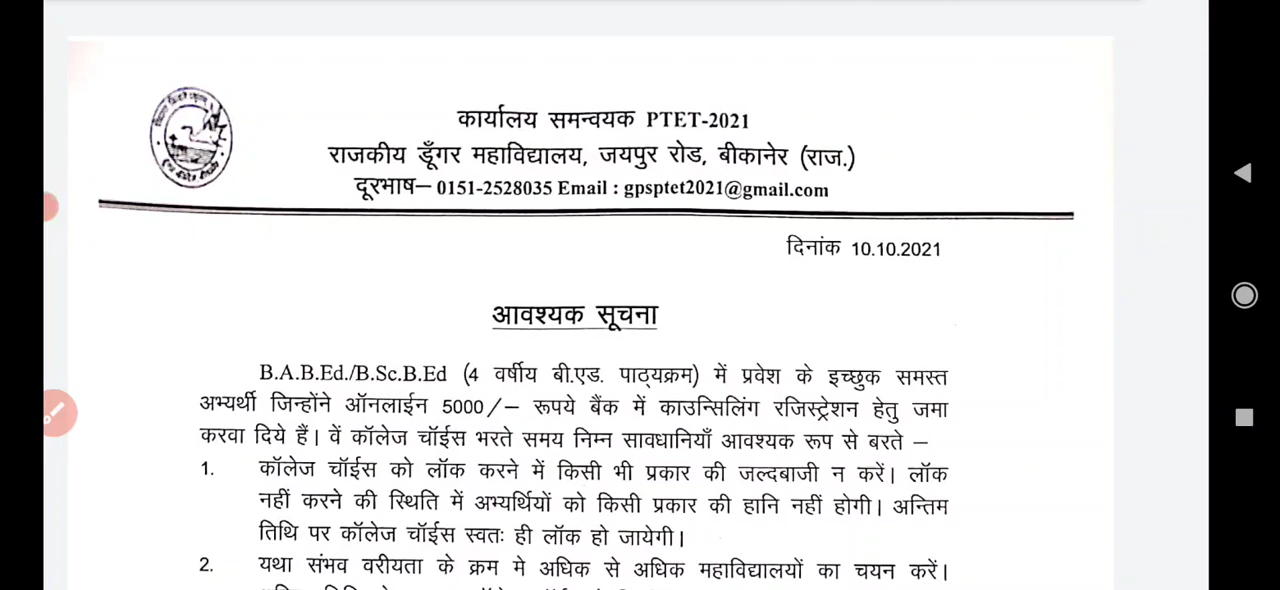 कार्यालय समन्वयक PTET-2021
राजकीय डूँगर महाविद्यालय, जयपुर रोड, बीकानेर (राज.)
दूरभाष– 0151-2528035 Email : gpsptet2021@gmail.com
दिनांक 10.10.2021
आवश्यक सूचना
B.A.B.Ed./B.Sc.B.Ed (4 वर्षीय बी.एड. पाठ्यक्रम) में प्रवेश के इच्छुक समस्त
अभ्यर्थी जिन्होंने ऑनलाईन 5000/– रूपये बैंक में काउन्सिलिंग रजिस्ट्रेशन हेतु जमा
करवा दिये हैं। वें कॉलेज चॉईस भरते समय निम्न सावधानियाँ आवश्यक रूप से बरते –
1. कॉलेज चॉईस को लॉक करने में किसी भी प्रकार की जल्दबाजी न करें। लॉक
नहीं करने की स्थिति में अभ्यर्थियों को किसी प्रकार की हानि नहीं होगी। अन्तिम
तिथि पर कॉलेज चॉईस स्वतः ही लॉक हो जायेगी।
2. यथा संभव वरीयता के क्रम मे अधिक से अधिक महाविद्यालयों का चयन करें।